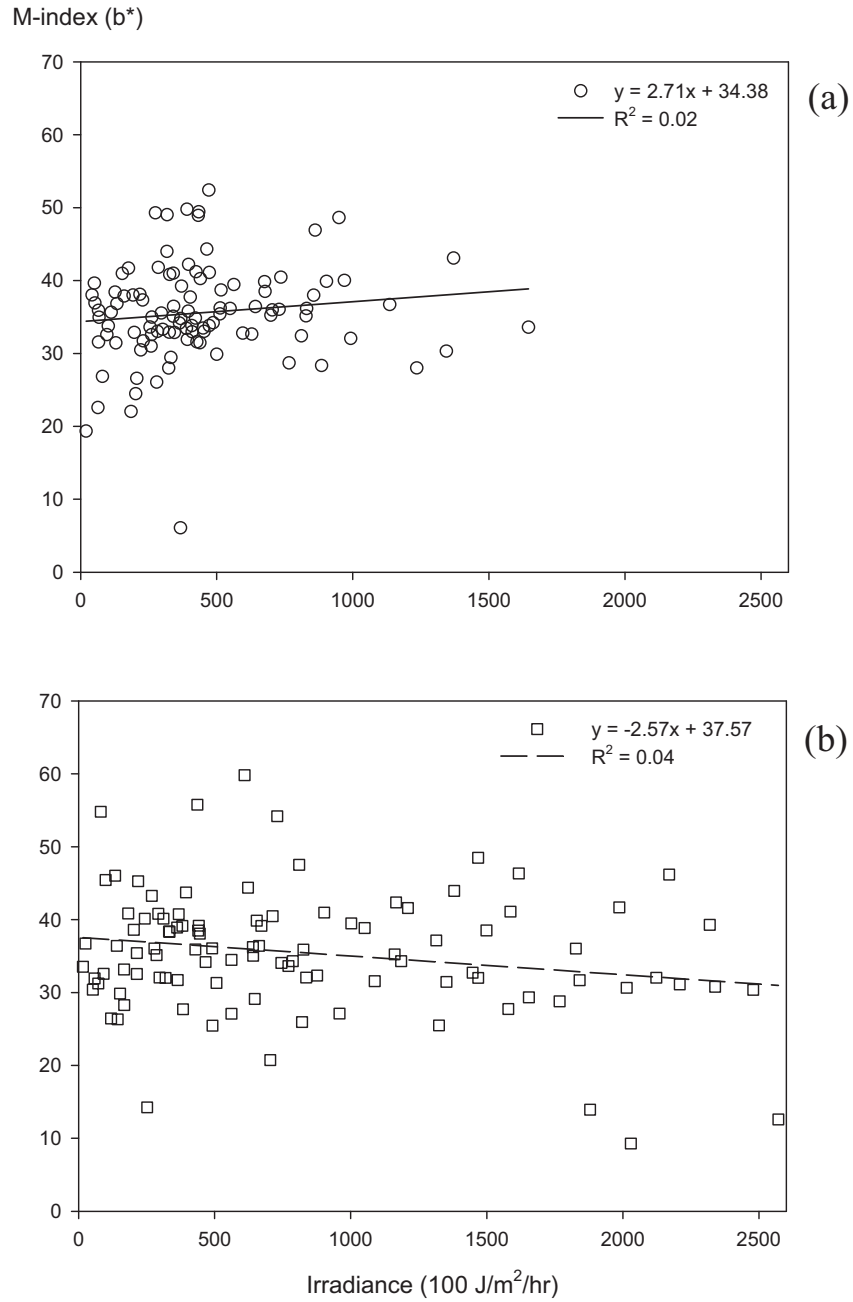 M-index (b*)
70
60
50
40
30
20
10
0
0 500 1000 1500 2000 2500
y = 2.71x + 34.38
R² = 0.02
(a)
70
60
50
40
30
20
10
0
0 500 1000 1500 2000 2500
y = -2.57x + 37.57
R² = 0.04
(b)
Irradiance (100 J/m²/hr)